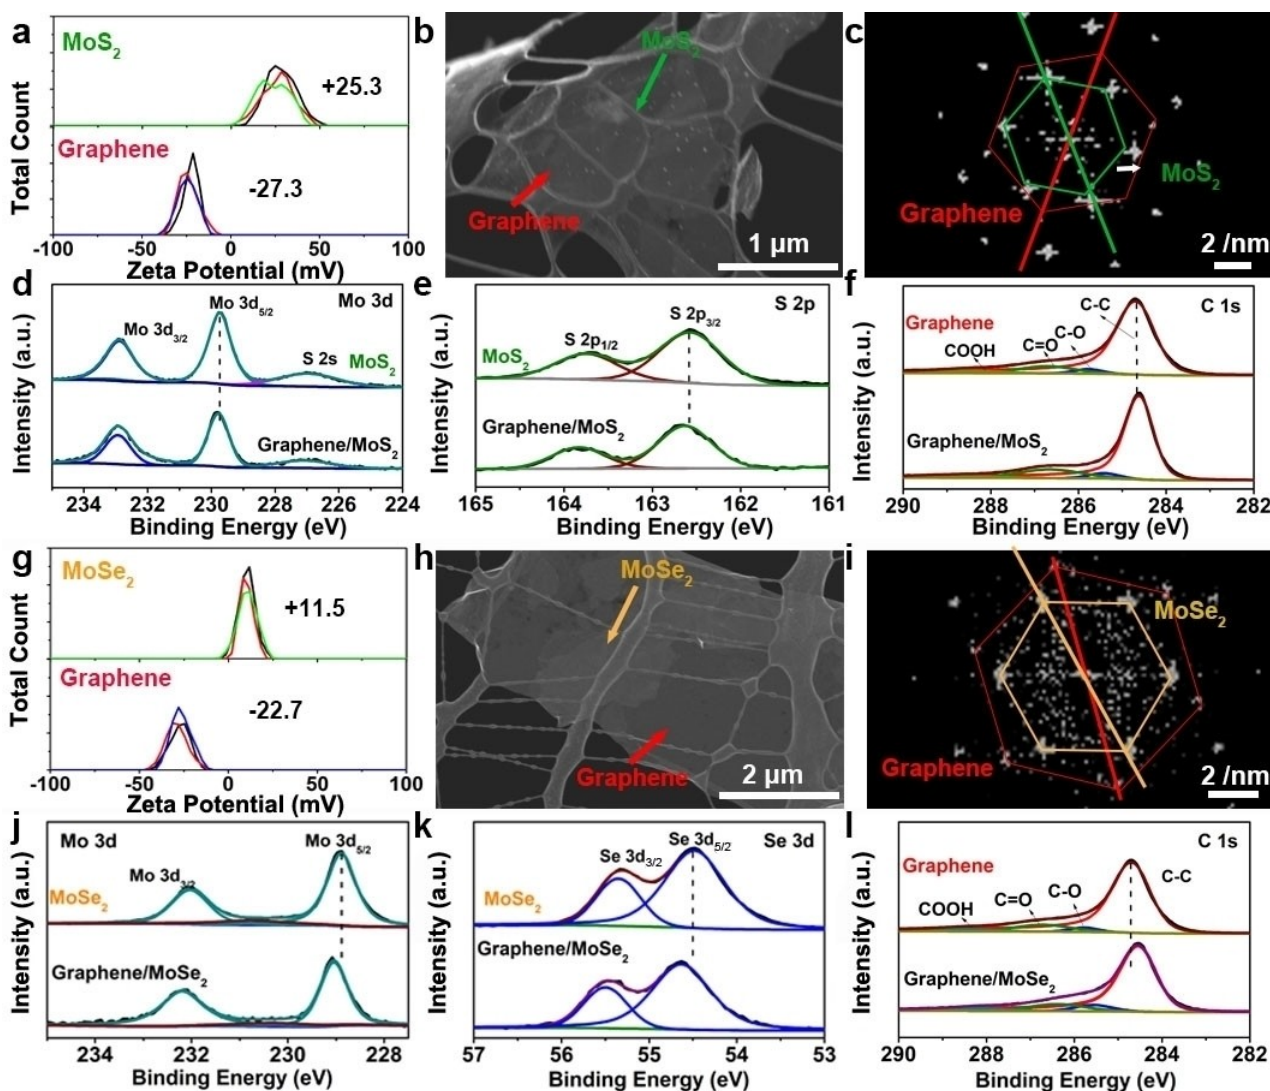 a
MoS2
+25.3
Graphene
-27.3
Total Count
-100 -50 0 50 100
Zeta Potential (mV)
b
MoS2
Graphene
1 µm
c
MoS2
Graphene
2 /nm
d
Mo 3d3/2
Mo 3d5/2
Mo 3d
S 2s
MoS2
Graphene/MoS2
Intensity (a.u.)
234 232 230 228 226 224
Binding Energy (eV)
e
S 2p
S 2p3/2
S 2p1/2
MoS2
Graphene/MoS2
Intensity (a.u.)
165 164 163 162 161
Binding Energy (eV)
f
C 1s
C-C
Graphene
C-O
C=O
COOH
Graphene/MoS2
Intensity (a.u.)
290 288 286 284 282
Binding Energy (eV)
g
MoSe2
+11.5
Graphene
-22.7
Total Count
-100 -50 0 50 100
Zeta Potential (mV)
h
MoSe2
Graphene
2 µm
i
MoSe2
Graphene
2 /nm
j
Mo 3d
Mo 3d5/2
Mo 3d3/2
MoSe2
Graphene/MoSe2
Intensity (a.u.)
234 232 230 228
Binding Energy (eV)
k
Se 3d
Se 3d5/2
Se 3d3/2
MoSe2
Graphene/MoSe2
Intensity (a.u.)
57 56 55 54 53
Binding Energy (eV)
l
C 1s
Graphene
C-C
C-O
C=O
COOH
Graphene/MoSe2
Intensity (a.u.)
290 288 286 284 282
Binding Energy (eV)